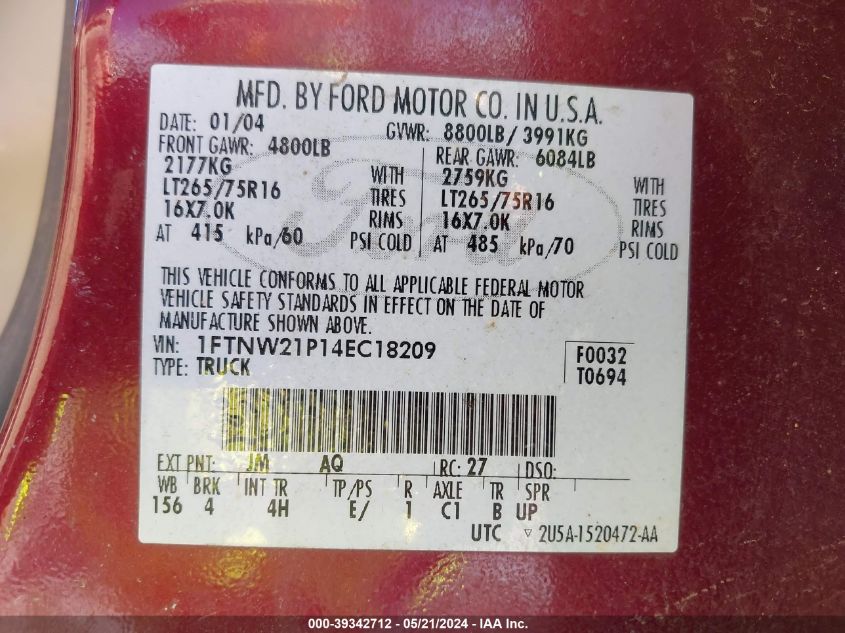 MFD. BY FORD MOTOR CO. IN U.S.A.
DATE: 01/04 GVWR: 8800LB/ 3991KG
FRONT GAWR: 4800LB REAR GAWR: 6084LB
2177KG WITH 2759KG WITH
LT265/75R16 TIRES LT265/75R16 TIRES
16X7.0K RIMS 16X7.0K RIMS
AT 415 kPa/60 PSI COLD AT 485 kPa/70 PSI COLD
Ford
THIS VEHICLE CONFORMS TO ALL APPLICABLE FEDERAL MOTOR
VEHICLE SAFETY STANDARDS IN EFFECT ON THE DATE OF
MANUFACTURE SHOWN ABOVE.
VIN: 1FTNW21P14EC18209 F0032
TYPE: TRUCK T0694
EXT PNT: JM AQ RC: 27 DSO:
WB BRK INT TR TP/PS R AXLE TR SPR
156 4 4H E/ 1 C1 B UP
UTC ▽ 2U5A-1520472-AA
000-39342712 - 05/21/2024 - IAA Inc.